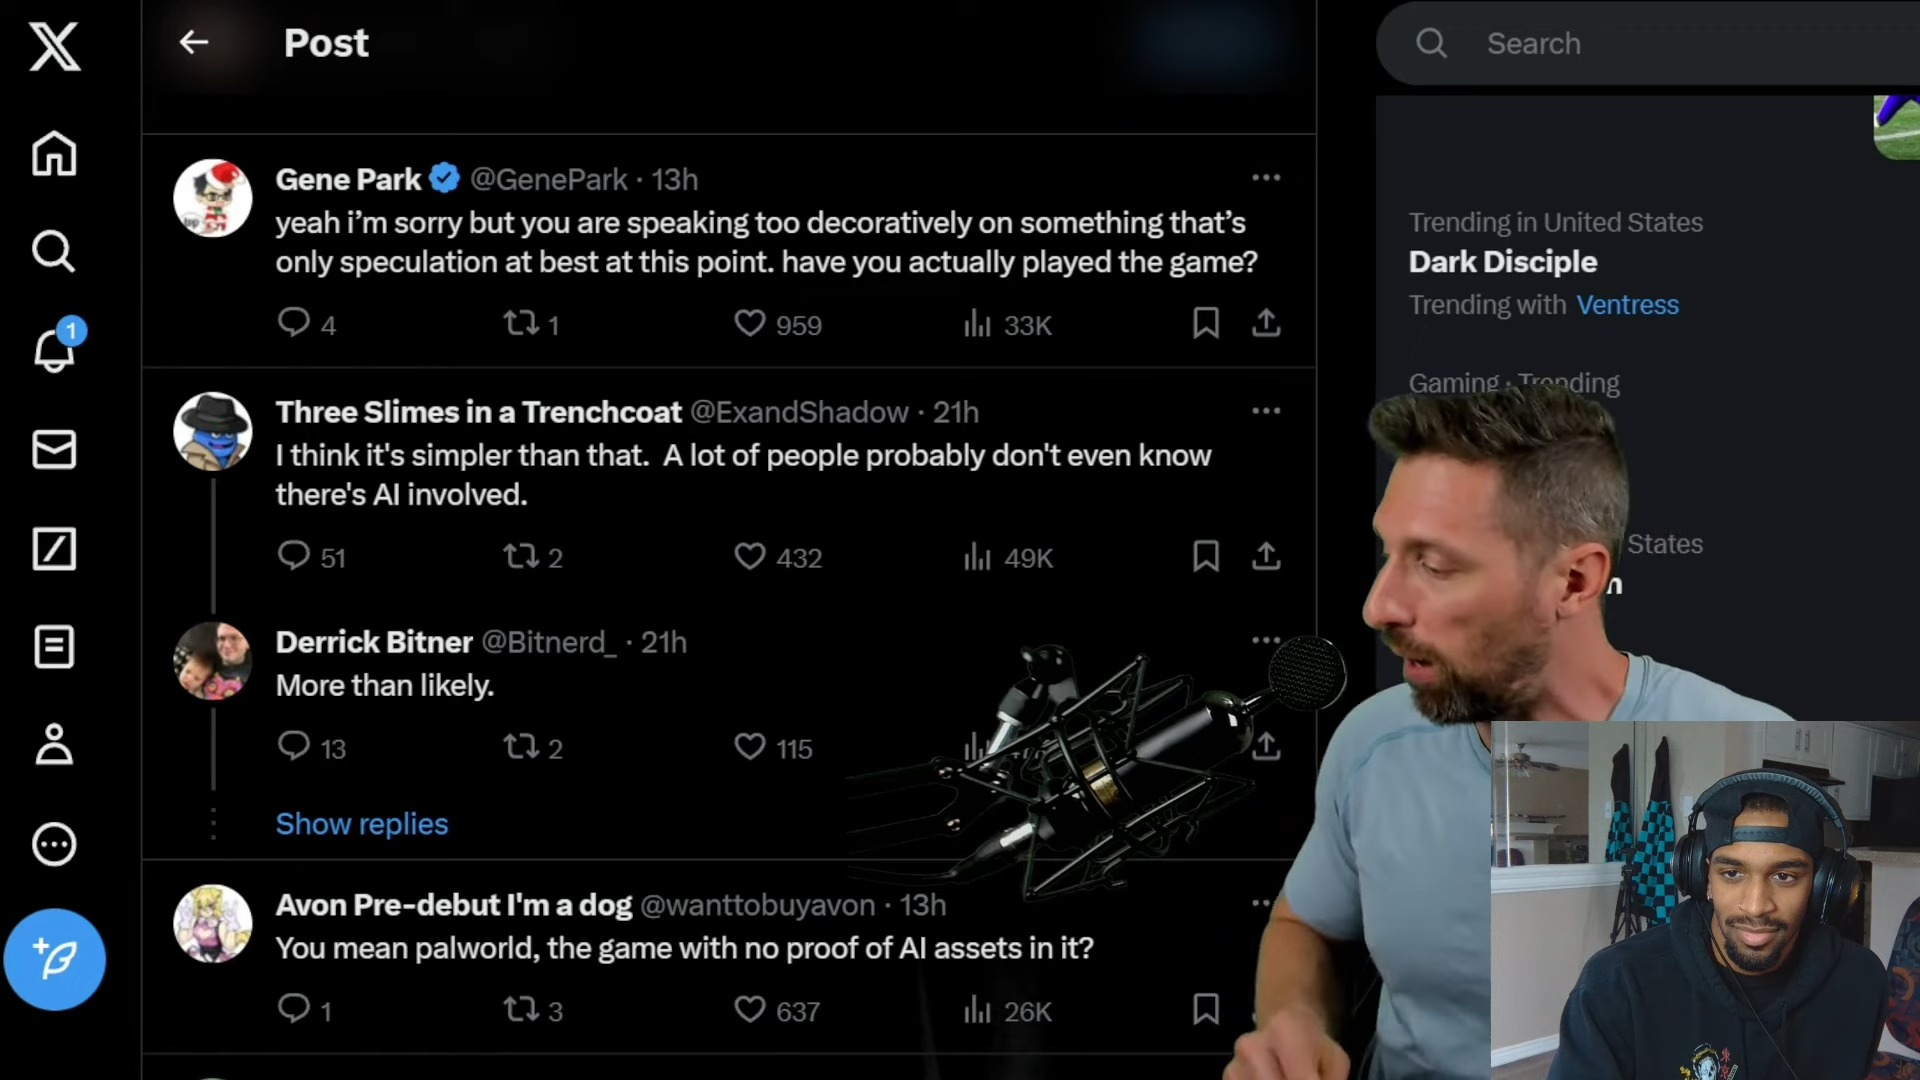 Post
Search
Gene Park @GenePark · 13h
yeah i’m sorry but you are speaking too decoratively on something that’s
only speculation at best at this point. have you actually played the game?
4 1 959 33K
Three Slimes in a Trenchcoat @ExandShadow · 21h
I think it's simpler than that.  A lot of people probably don't even know
there's AI involved.
51 2 432 49K
Derrick Bitner @Bitnerd_ · 21h
More than likely.
13 2 115
Show replies
Avon Pre-debut I'm a dog @wanttobuyavon · 13h
You mean palworld, the game with no proof of AI assets in it?
1 3 637 26K
1
Trending in United States
Dark Disciple
Trending with Ventress
Gaming · Trending
States